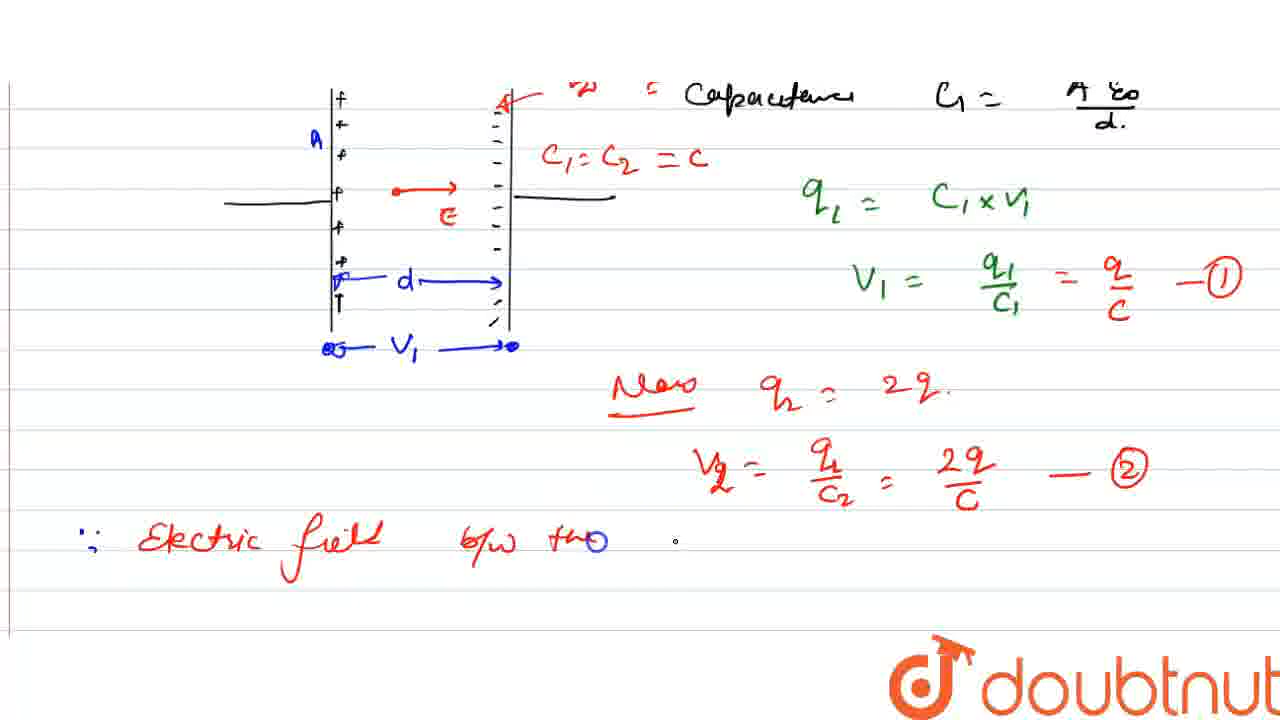 Capacitance C₁ = A ε₀ / d.
A
C₁ = C₂ = C
q₁ = C₁ × V₁
E
d
V₁ = q₁/C₁ = q/C — ①
V₁
Now q₂ = 2q.
V₂ = q₂/C₂ = 2q/C — ②
∵ Electric field b/w two
doubtnut